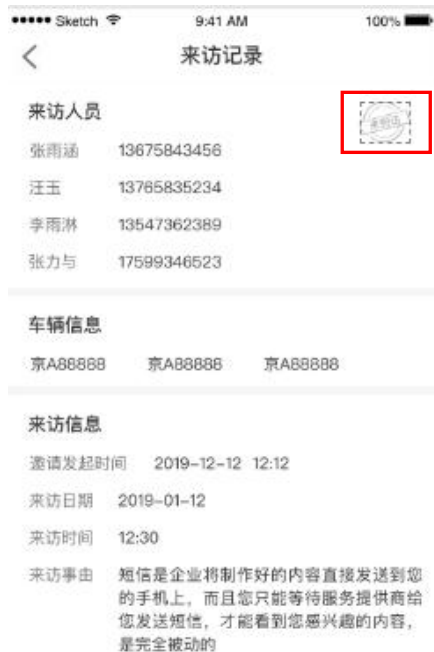 Sketch 9:41 AM 100%
来访记录
来访人员
张雨涵 13675843456
汪玉 13765835234
李雨淋 13547362389
张力与 17599346523
车辆信息
京A88888 京A88888 京A88888
来访信息
邀请发起时间 2019-12-12 12:12
来访日期 2019-01-12
来访时间 12:30
来访事由 短信是企业将制作好的内容直接发送到您
的手机上，而且您只能等待服务提供商给
您发送短信，才能看到您感兴趣的内容，
是完全被动的